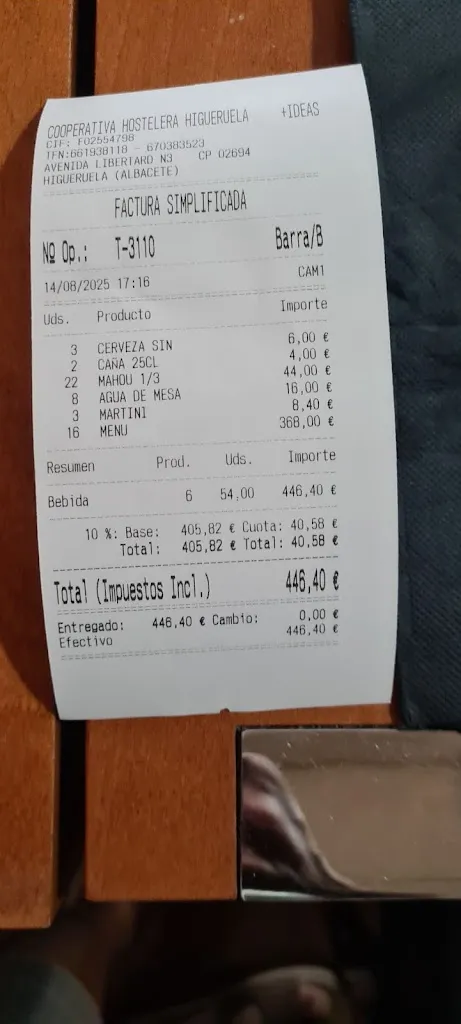 COOPERATIVA HOSTELERA HIGUERUELA +IDEAS
CIF: F02554798
TFN:661938118 - 670383523
AVENIDA LIBERTARD N3 CP 02694
HIGUERUELA (ALBACETE)
FACTURA SIMPLIFICADA
Nº Op.: T-3110 Barra/B
14/08/2025 17:16 CAM1
Uds. Producto Importe
3 CERVEZA SIN 6,00 €
2 CAÑA 25CL 4,00 €
22 MAHOU 1/3 44,00 €
8 AGUA DE MESA 16,00 €
3 MARTINI 8,40 €
16 MENU 368,00 €
Resumen Prod. Uds. Importe
Bebida 6 54,00 446,40 €
10 %: Base: 405,82 € Cuota: 40,58 €
Total: 405,82 € Total: 40,58 €
Total (Impuestos Incl.) 446,40 €
Entregado: 446,40 € Cambio: 0,00 €
Efectivo 446,40 €